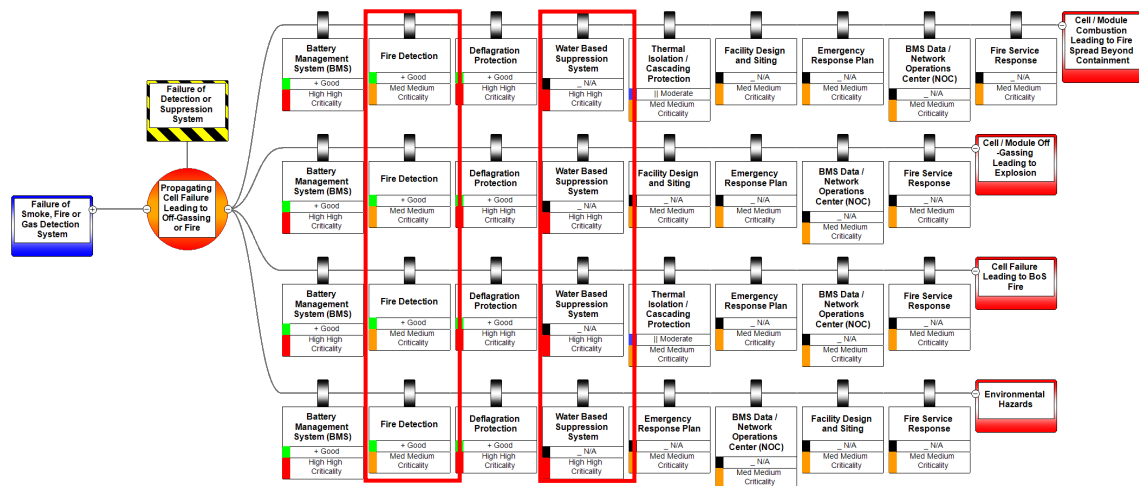 Failure of
Detection or
Suppression
System
Failure of
Smoke, Fire or
Gas Detection
System
Propagating
Cell Failure
Leading to
Off-Gassing
or Fire
Battery
Management
System (BMS)
+ Good
High High
Criticality
Fire Detection
+ Good
Med Medium
Criticality
Deflagration
Protection
+ Good
High High
Criticality
Water Based
Suppression
System
_ N/A
High High
Criticality
Thermal
Isolation /
Cascading
Protection
|| Moderate
Med Medium
Criticality
Facility Design
and Siting
_ N/A
Med Medium
Criticality
Emergency
Response Plan
_ N/A
Med Medium
Criticality
BMS Data /
Network
Operations
Center (NOC)
_ N/A
Med Medium
Criticality
Fire Service
Response
_ N/A
Med Medium
Criticality
Cell / Module
Combustion
Leading to Fire
Spread Beyond
Containment
Battery
Management
System (BMS)
+ Good
High High
Criticality
Fire Detection
+ Good
Med Medium
Criticality
Deflagration
Protection
+ Good
High High
Criticality
Water Based
Suppression
System
_ N/A
High High
Criticality
Facility Design
and Siting
_ N/A
Med Medium
Criticality
Emergency
Response Plan
_ N/A
Med Medium
Criticality
BMS Data /
Network
Operations
Center (NOC)
_ N/A
Med Medium
Criticality
Fire Service
Response
_ N/A
Med Medium
Criticality
Cell / Module Off
-Gassing
Leading to
Explosion
Battery
Management
System (BMS)
+ Good
High High
Criticality
Fire Detection
+ Good
Med Medium
Criticality
Deflagration
Protection
+ Good
High High
Criticality
Water Based
Suppression
System
_ N/A
High High
Criticality
Thermal
Isolation /
Cascading
Protection
|| Moderate
Med Medium
Criticality
Emergency
Response Plan
_ N/A
Med Medium
Criticality
BMS Data /
Network
Operations
Center (NOC)
_ N/A
Med Medium
Criticality
Fire Service
Response
_ N/A
Med Medium
Criticality
Cell Failure
Leading to BoS
Fire
Battery
Management
System (BMS)
+ Good
High High
Criticality
Fire Detection
+ Good
Med Medium
Criticality
Deflagration
Protection
+ Good
High High
Criticality
Water Based
Suppression
System
_ N/A
High High
Criticality
Emergency
Response Plan
_ N/A
Med Medium
Criticality
BMS Data /
Network
Operations
Center (NOC)
_ N/A
Med Medium
Criticality
Facility Design
and Siting
_ N/A
Med Medium
Criticality
Fire Service
Response
_ N/A
Med Medium
Criticality
Environmental
Hazards